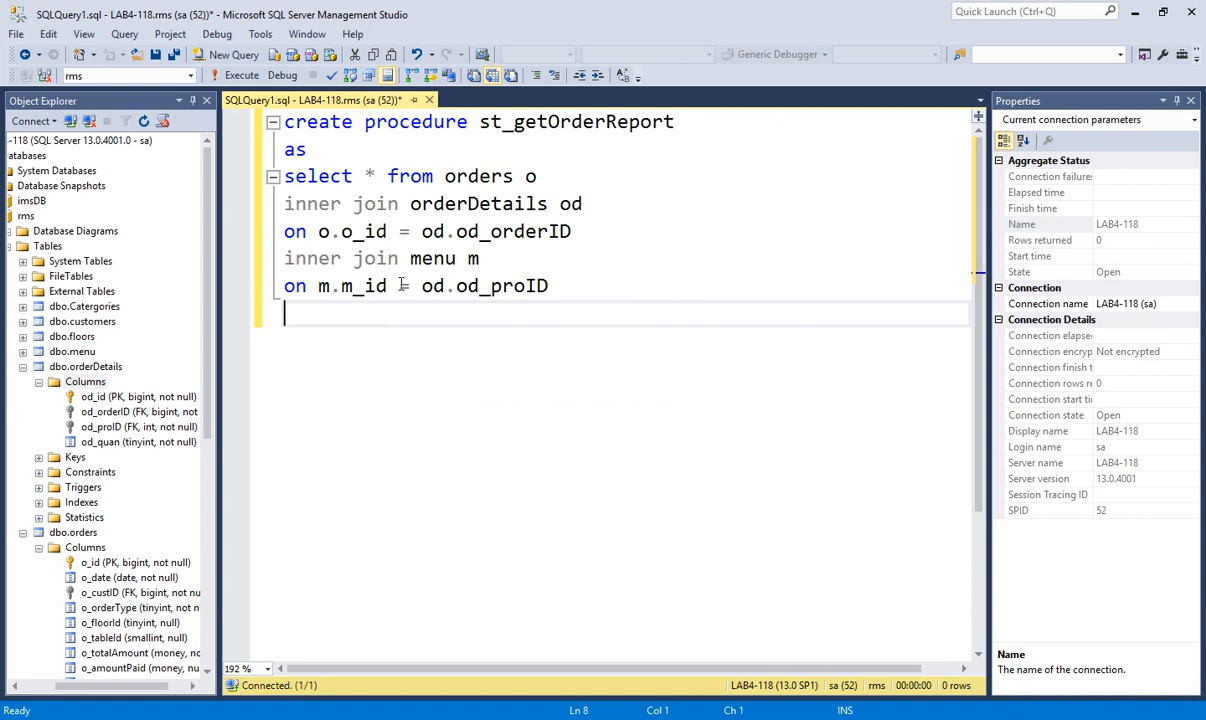 SQLQuery1.sql - LAB4-118.rms (sa (52))* - Microsoft SQL Server Management Studio
Quick Launch (Ctrl+Q)
File Edit View Query Project Debug Tools Window Help
New Query
Generic Debugger
rms
Execute Debug
Object Explorer
SQLQuery1.sql - LAB4-118.rms (sa (52))*
Properties
Connect
Current connection parameters
-118 (SQL Server 13.0.4001.0 - sa)
atabases
System Databases
Database Snapshots
imsDB
rms
Database Diagrams
Tables
System Tables
FileTables
External Tables
dbo.Catergories
dbo.customers
dbo.floors
dbo.menu
dbo.orderDetails
Columns
od_id (PK, bigint, not null)
od_orderID (FK, bigint, not
od_proID (FK, int, not null)
od_quan (tinyint, not null)
Keys
Constraints
Triggers
Indexes
Statistics
dbo.orders
Columns
o_id (PK, bigint, not null)
o_date (date, not null)
o_custID (FK, bigint, not nu
o_orderType (tinyint, not n
o_floorId (tinyint, null)
o_tableId (smallint, null)
o_totalAmount (money, no
o_amountPaid (money, n
create procedure st_getOrderReport
as
select * from orders o
inner join orderDetails od
on o.o_id = od.od_orderID
inner join menu m
on m.m_id = od.od_proID
192 %
Connected. (1/1)
LAB4-118 (13.0 SP1) sa (52) rms 00:00:00 0 rows
Aggregate Status
Connection failures
Elapsed time
Finish time
Name LAB4-118
Rows returned 0
Start time
State Open
Connection
Connection name LAB4-118 (sa)
Connection Details
Connection elapse
Connection encryp Not encrypted
Connection finish t
Connection rows re 0
Connection start ti
Connection state Open
Display name LAB4-118
Login name sa
Server name LAB4-118
Server version 13.0.4001
Session Tracing ID
SPID 52
Name
The name of the connection.
Ready
Ln 8 Col 1 Ch 1 INS